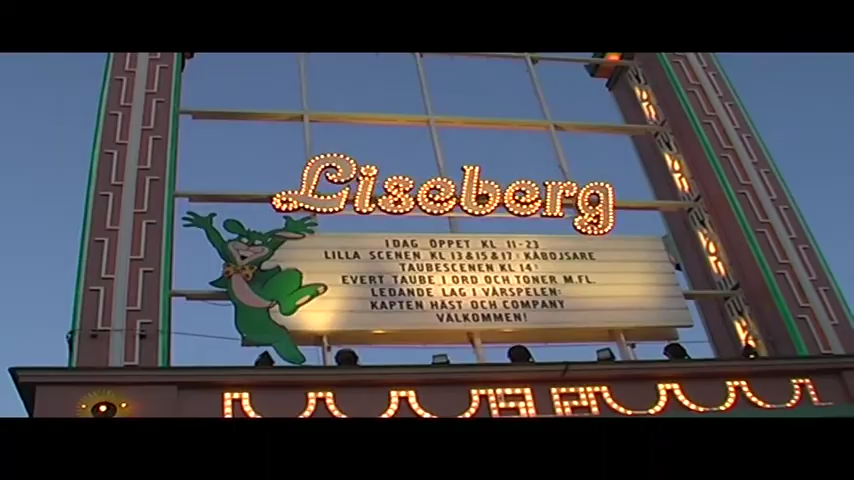 Liseberg
IDAG ÖPPET KL 11-23
LILLA SCENEN KL 13&15&17: KÅBOJSARE
TAUBESCENEN KL 14:
EVERT TAUBE I ORD OCH TONER M.FL.
LEDANDE LAG I VÅRSPELEN:
KAPTEN HÄST OCH COMPANY
VÄLKOMMEN!